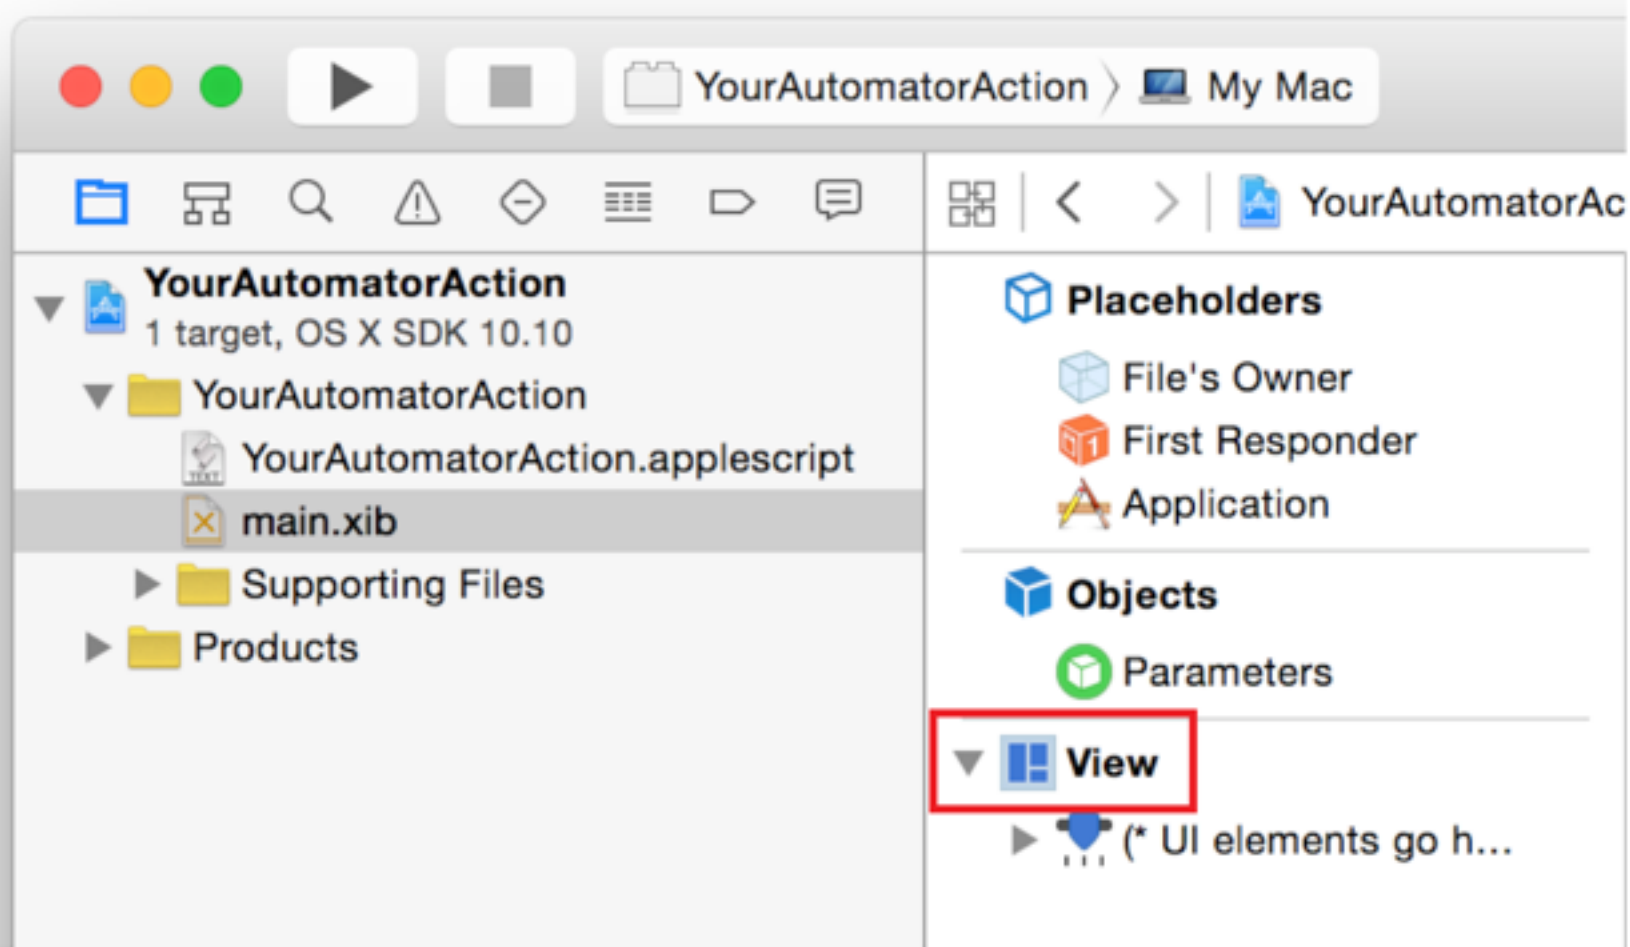 YourAutomatorAction
My Mac
YourAutomatorAc
YourAutomatorAction
1 target, OS X SDK 10.10
YourAutomatorAction
YourAutomatorAction.applescript
main.xib
Supporting Files
Products
Placeholders
File's Owner
First Responder
Application
Objects
Parameters
View
(* UI elements go h...